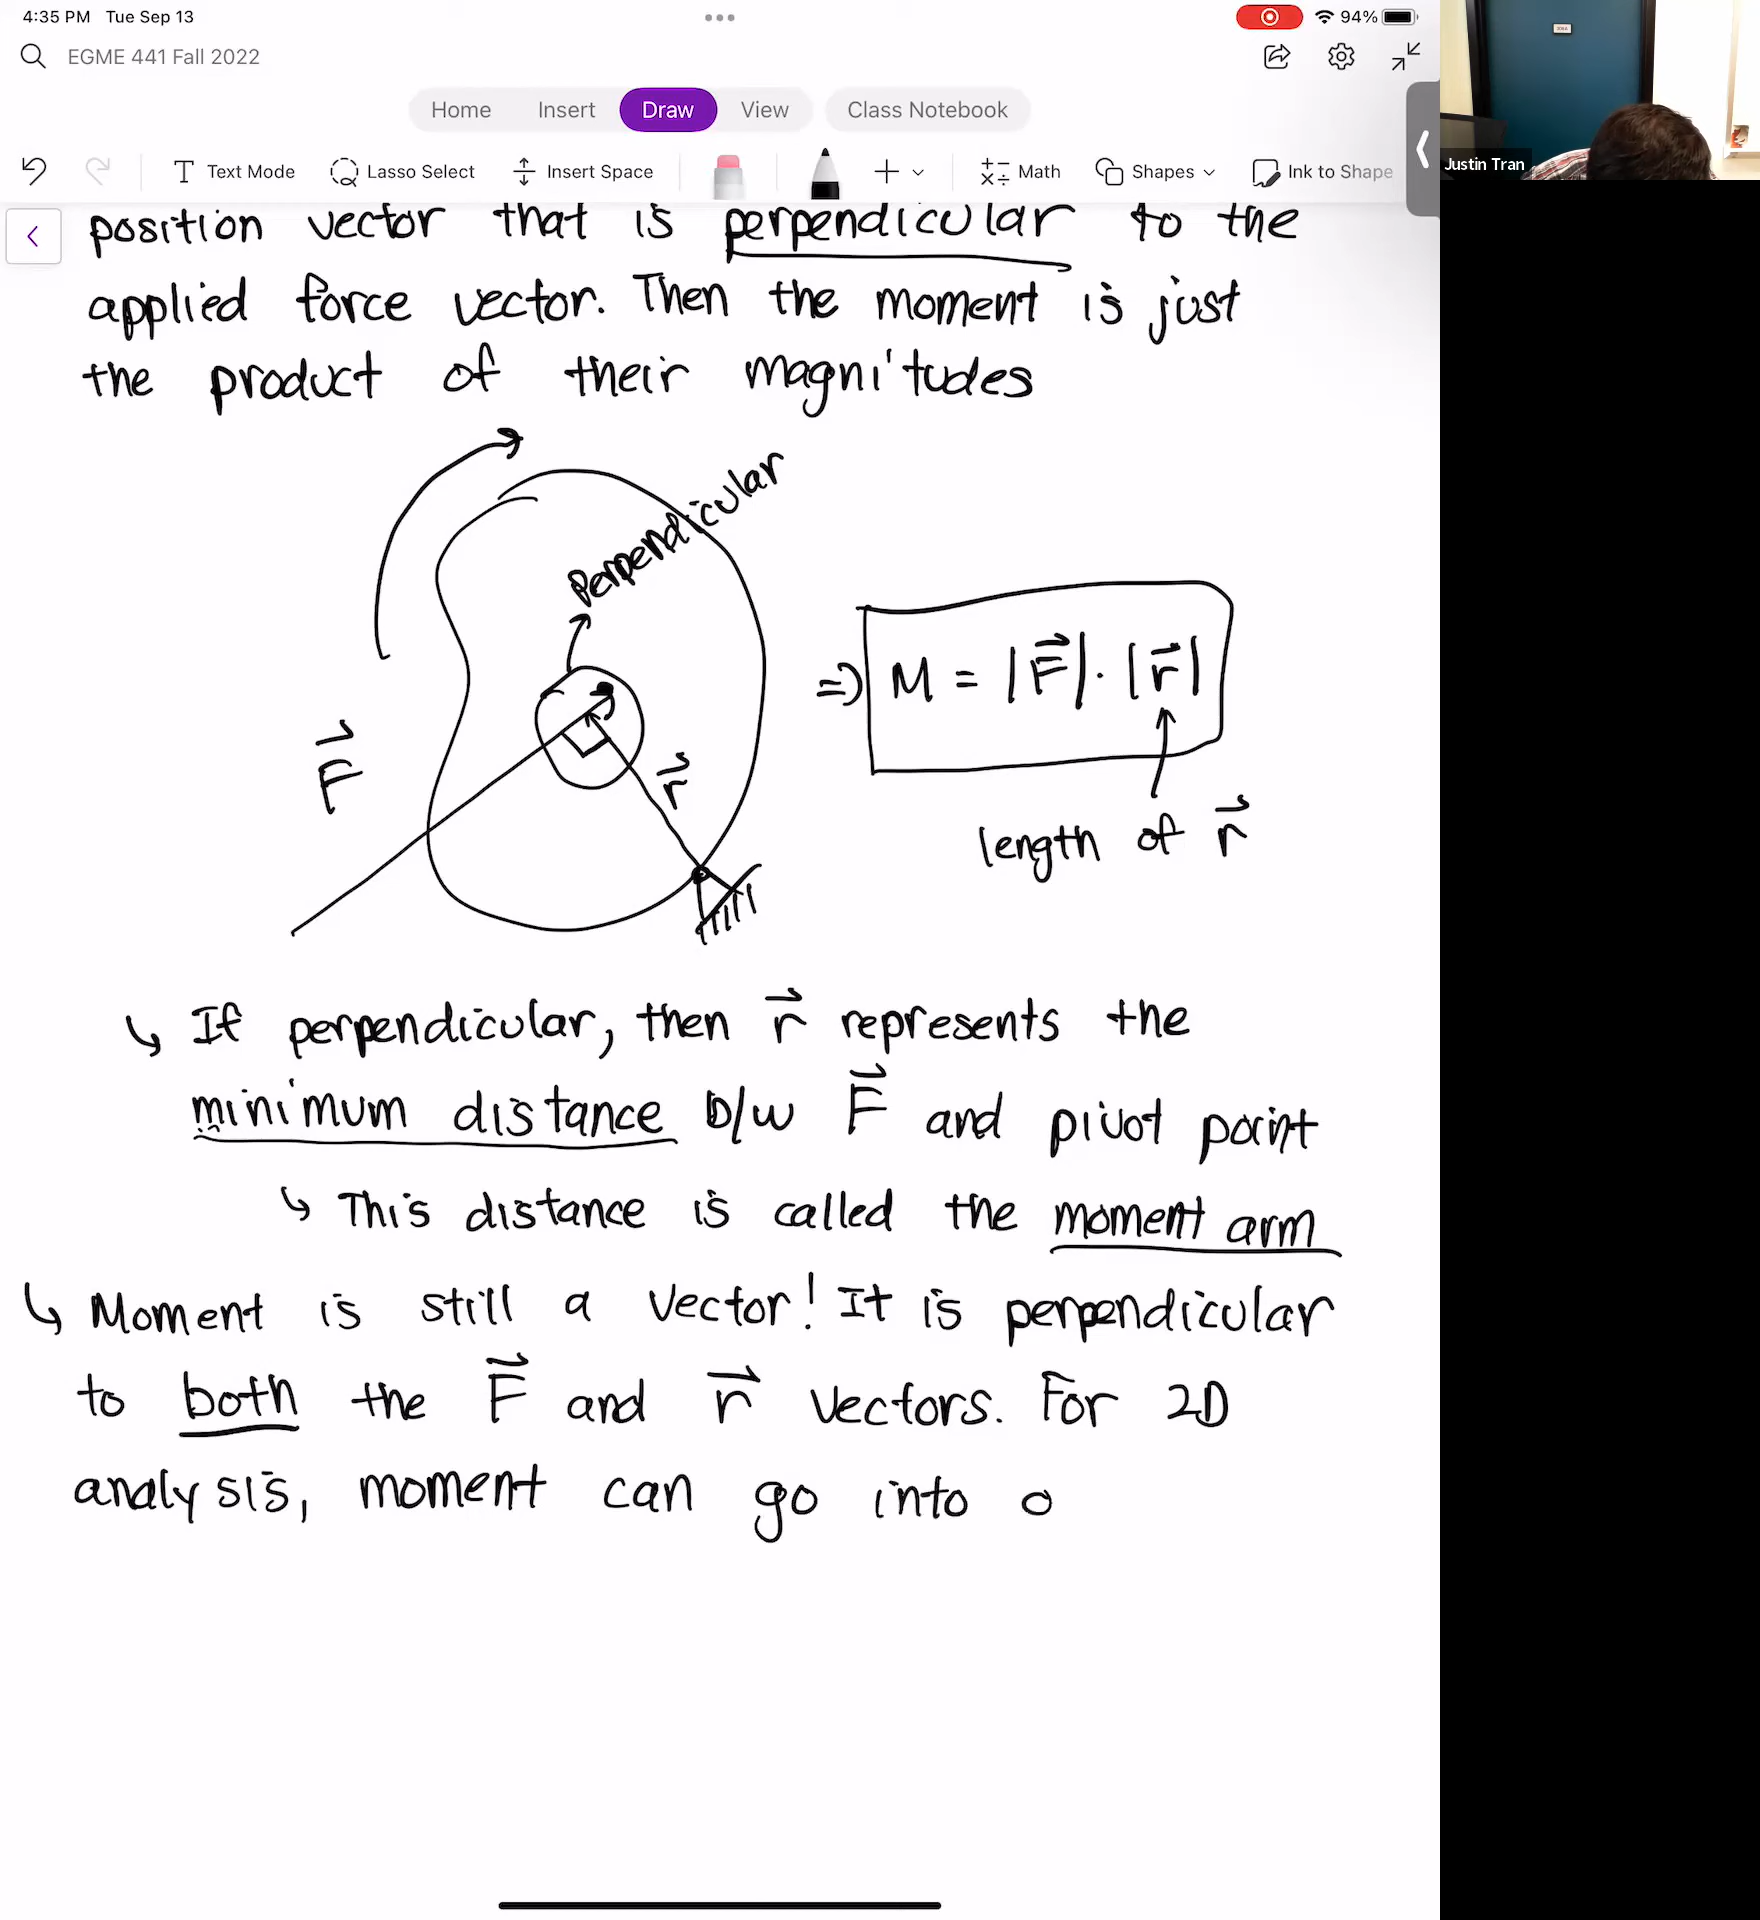 4:35 PM Tue Sep 13
94%
EGME 441 Fall 2022
Home Insert Draw View Class Notebook
Text Mode Lasso Select Insert Space Math Shapes Ink to Shape
Justin Tran
position vector that is perpendicular to the
applied force vector. Then the moment is just
the product of their magnitudes
Perpendicular
⇒ M = |F⃗| · |r⃗|
F⃗
r⃗
length of r⃗
↳ If perpendicular, then r⃗ represents the
minimum distance b/w F⃗ and pivot point
↳ This distance is called the moment arm
↳ Moment is still a vector! It is perpendicular
to both the F⃗ and r⃗ vectors. For 2D
analysis, moment can go into o